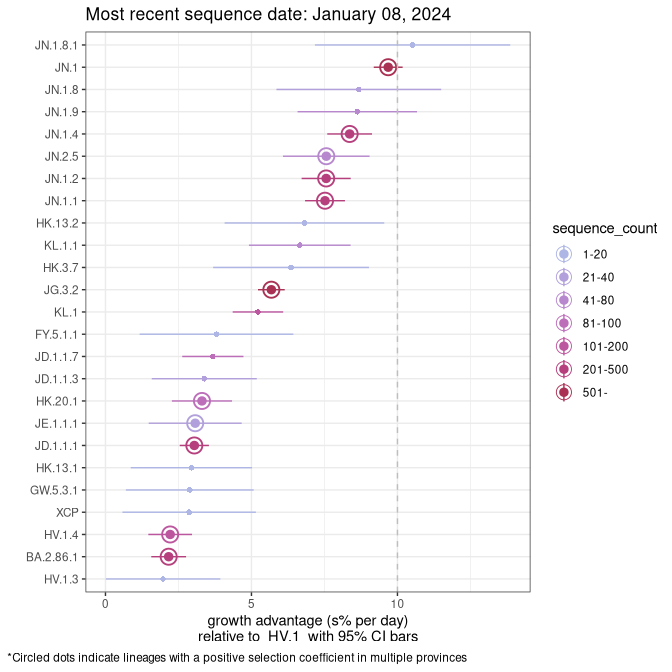 Most recent sequence date: January 08, 2024
JN.1.8.1
JN.1
JN.1.8
JN.1.9
JN.1.4
JN.2.5
JN.1.2
JN.1.1
HK.13.2
KL.1.1
HK.3.7
JG.3.2
KL.1
FY.5.1.1
JD.1.1.7
JD.1.1.3
HK.20.1
JE.1.1.1
JD.1.1.1
HK.13.1
GW.5.3.1
XCP
HV.1.4
BA.2.86.1
HV.1.3
0 5 10
growth advantage (s% per day)
relative to HV.1 with 95% CI bars
*Circled dots indicate lineages with a positive selection coefficient in multiple provinces
sequence_count
1-20
21-40
41-80
81-100
101-200
201-500
501-